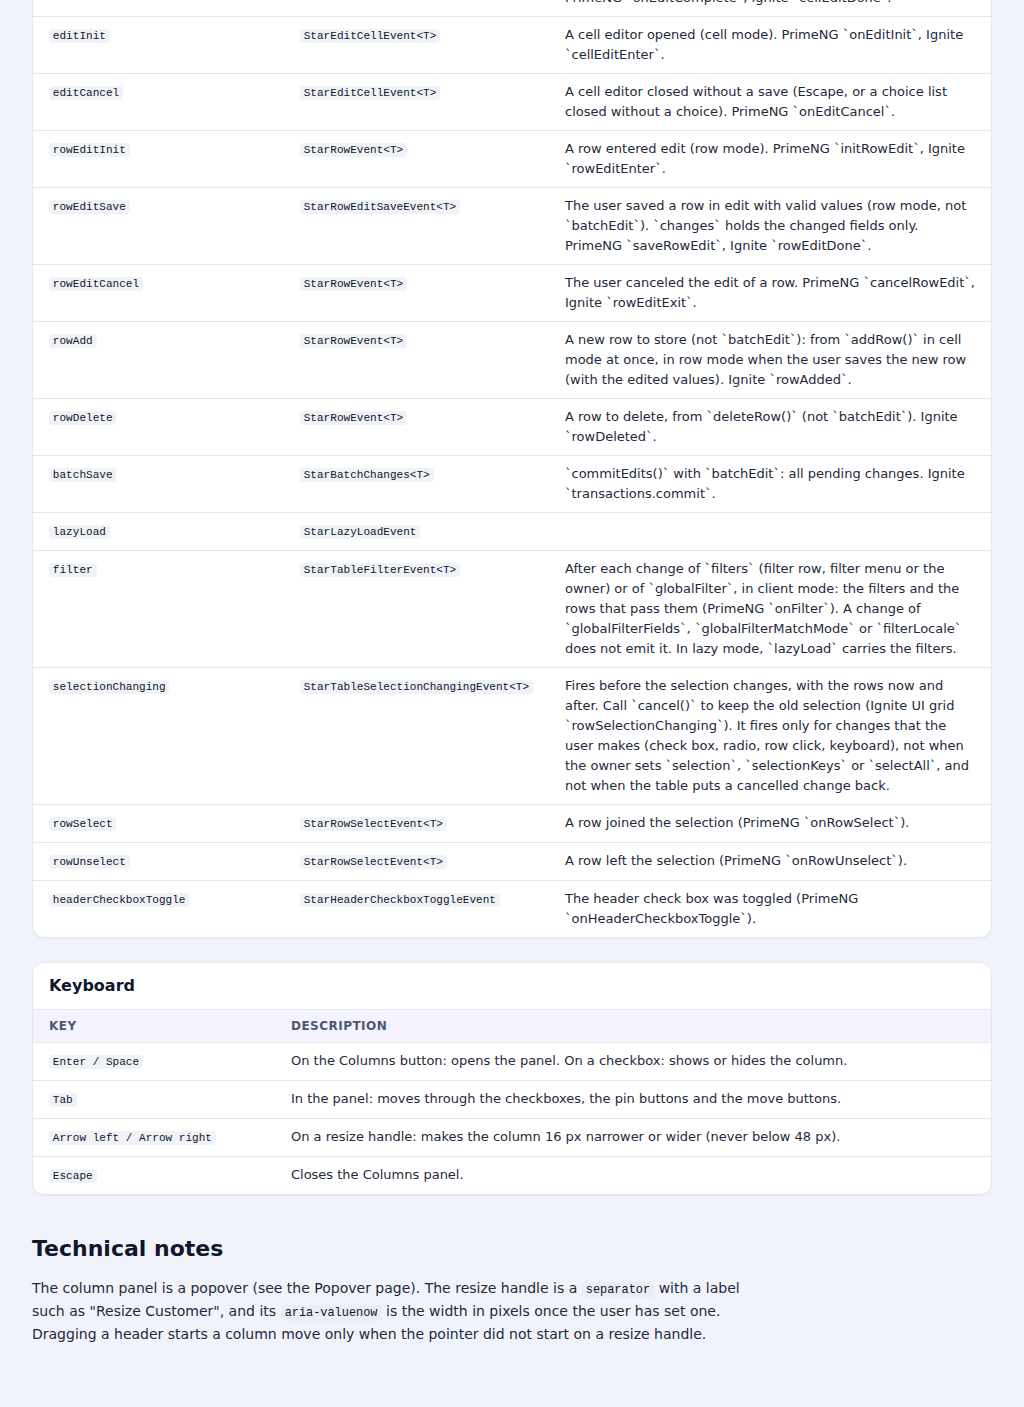 editInit StarEditCellEvent<T> A cell editor opened (cell mode). PrimeNG `onEditInit`, Ignite
`cellEditEnter`.
editCancel StarEditCellEvent<T> A cell editor closed without a save (Escape, or a choice list
closed without a choice). PrimeNG `onEditCancel`.
rowEditInit StarRowEvent<T> A row entered edit (row mode). PrimeNG `initRowEdit`, Ignite
`rowEditEnter`.
rowEditSave StarRowEditSaveEvent<T> The user saved a row in edit with valid values (row mode, not
`batchEdit`). `changes` holds the changed fields only.
PrimeNG `saveRowEdit`, Ignite `rowEditDone`.
rowEditCancel StarRowEvent<T> The user canceled the edit of a row. PrimeNG `cancelRowEdit`,
Ignite `rowEditExit`.
rowAdd StarRowEvent<T> A new row to store (not `batchEdit`): from `addRow()` in cell
mode at once, in row mode when the user saves the new row
(with the edited values). Ignite `rowAdded`.
rowDelete StarRowEvent<T> A row to delete, from `deleteRow()` (not `batchEdit`). Ignite
`rowDeleted`.
batchSave StarBatchChanges<T> `commitEdits()` with `batchEdit`: all pending changes. Ignite
`transactions.commit`.
lazyLoad StarLazyLoadEvent
filter StarTableFilterEvent<T> After each change of `filters` (filter row, filter menu or the
owner) or of `globalFilter`, in client mode: the filters and the
rows that pass them (PrimeNG `onFilter`). A change of
`globalFilterFields`, `globalFilterMatchMode` or `filterLocale`
does not emit it. In lazy mode, `lazyLoad` carries the filters.
selectionChanging StarTableSelectionChangingEvent<T> Fires before the selection changes, with the rows now and
after. Call `cancel()` to keep the old selection (Ignite UI grid
`rowSelectionChanging`). It fires only for changes that the
user makes (check box, radio, row click, keyboard), not when
the owner sets `selection`, `selectionKeys` or `selectAll`, and
not when the table puts a cancelled change back.
rowSelect StarRowSelectEvent<T> A row joined the selection (PrimeNG `onRowSelect`).
rowUnselect StarRowSelectEvent<T> A row left the selection (PrimeNG `onRowUnselect`).
headerCheckboxToggle StarHeaderCheckboxToggleEvent The header check box was toggled (PrimeNG
`onHeaderCheckboxToggle`).
Keyboard
KEY DESCRIPTION
Enter / Space On the Columns button: opens the panel. On a checkbox: shows or hides the column.
Tab In the panel: moves through the checkboxes, the pin buttons and the move buttons.
Arrow left / Arrow right On a resize handle: makes the column 16 px narrower or wider (never below 48 px).
Escape Closes the Columns panel.
Technical notes
The column panel is a popover (see the Popover page). The resize handle is a separator with a label
such as "Resize Customer", and its aria-valuenow is the width in pixels once the user has set one.
Dragging a header starts a column move only when the pointer did not start on a resize handle.